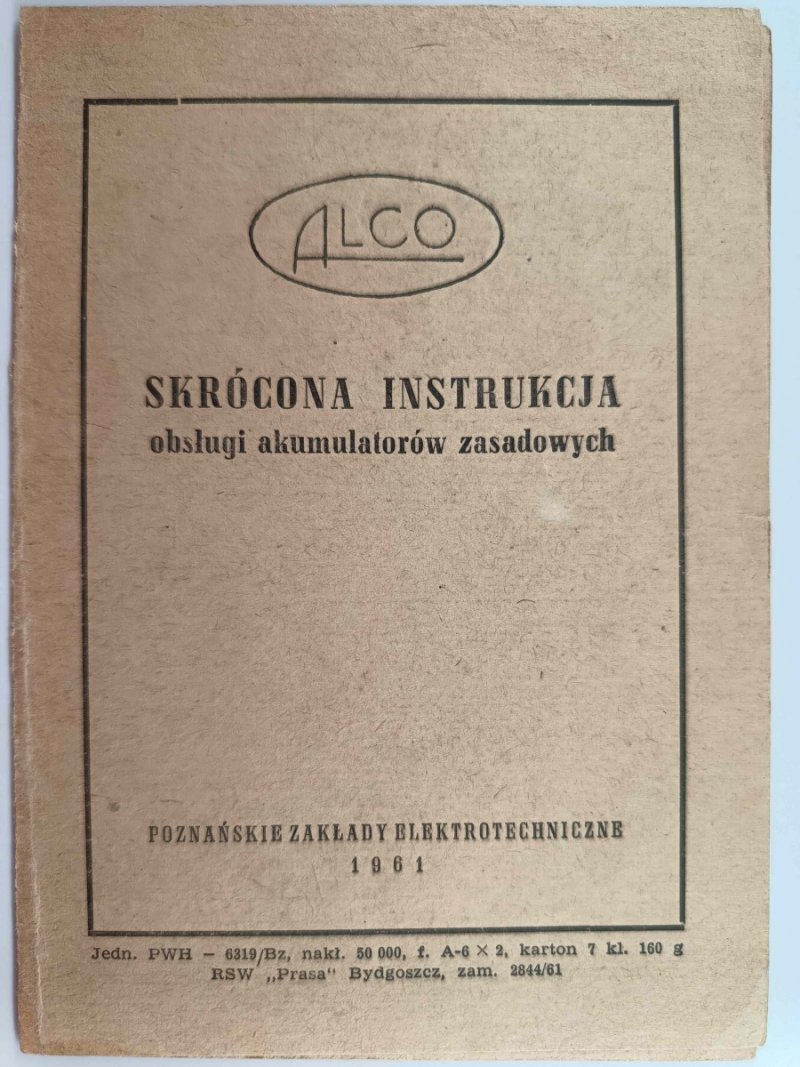 ALCO
SKRÓCONA INSTRUKCJA
obsługi akumulatorów zasadowych
POZNAŃSKIE ZAKŁADY ELEKTROTECHNICZNE
1961
Jedn. PWH – 6319/Bz, nakł. 50 000, f. A-6 × 2, karton 7 kl. 160 g
RSW „Prasa" Bydgoszcz, zam. 2844/61